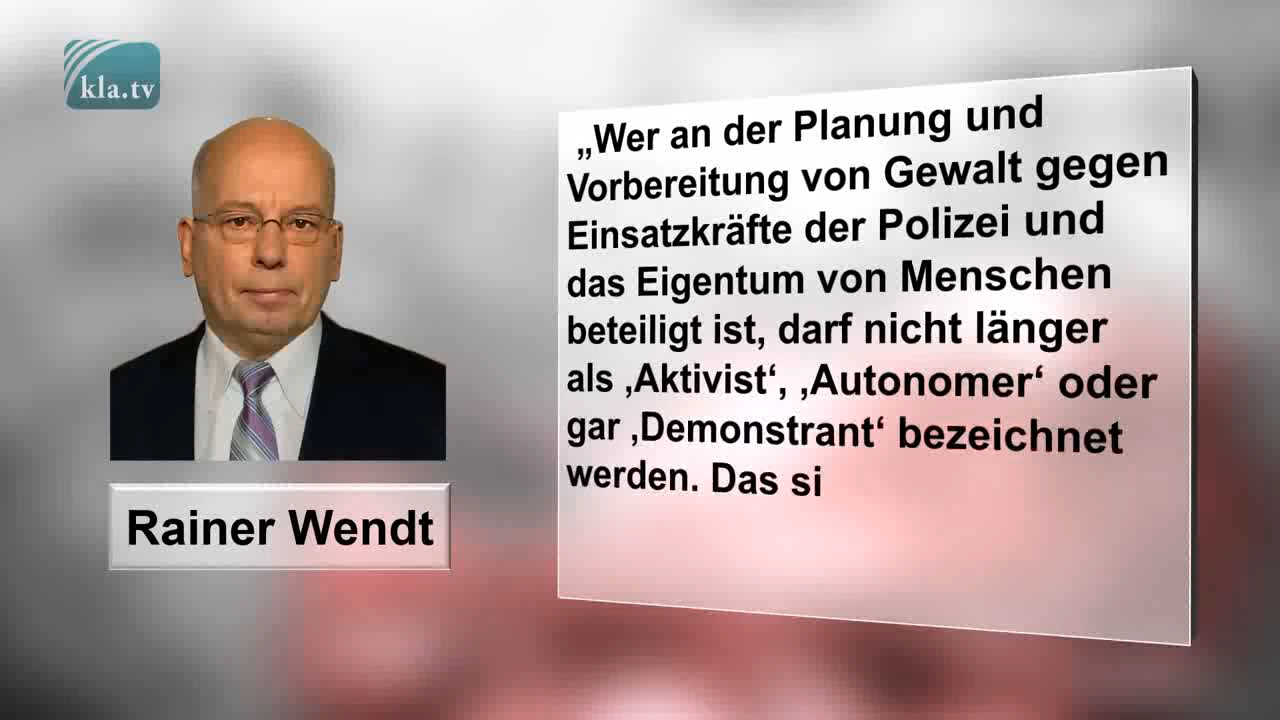 kla.tv
„Wer an der Planung und
Vorbereitung von Gewalt gegen
Einsatzkräfte der Polizei und
das Eigentum von Menschen
beteiligt ist, darf nicht länger
als ‚Aktivist‘, ‚Autonomer‘ oder
gar ‚Demonstrant‘ bezeichnet
werden. Das si
Rainer Wendt